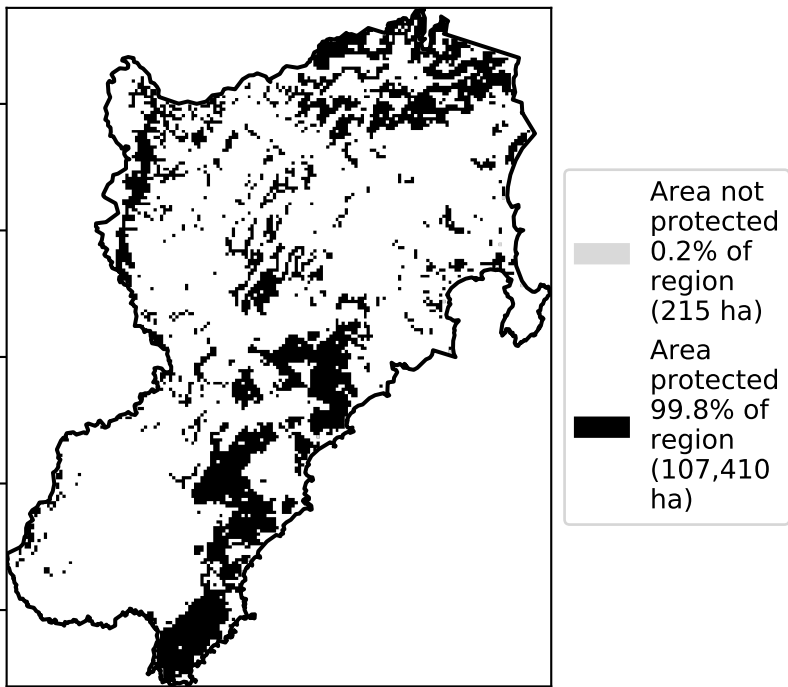 Area not
protected
0.2% of
region
(215 ha)
Area
protected
99.8% of
region
(107,410
ha)